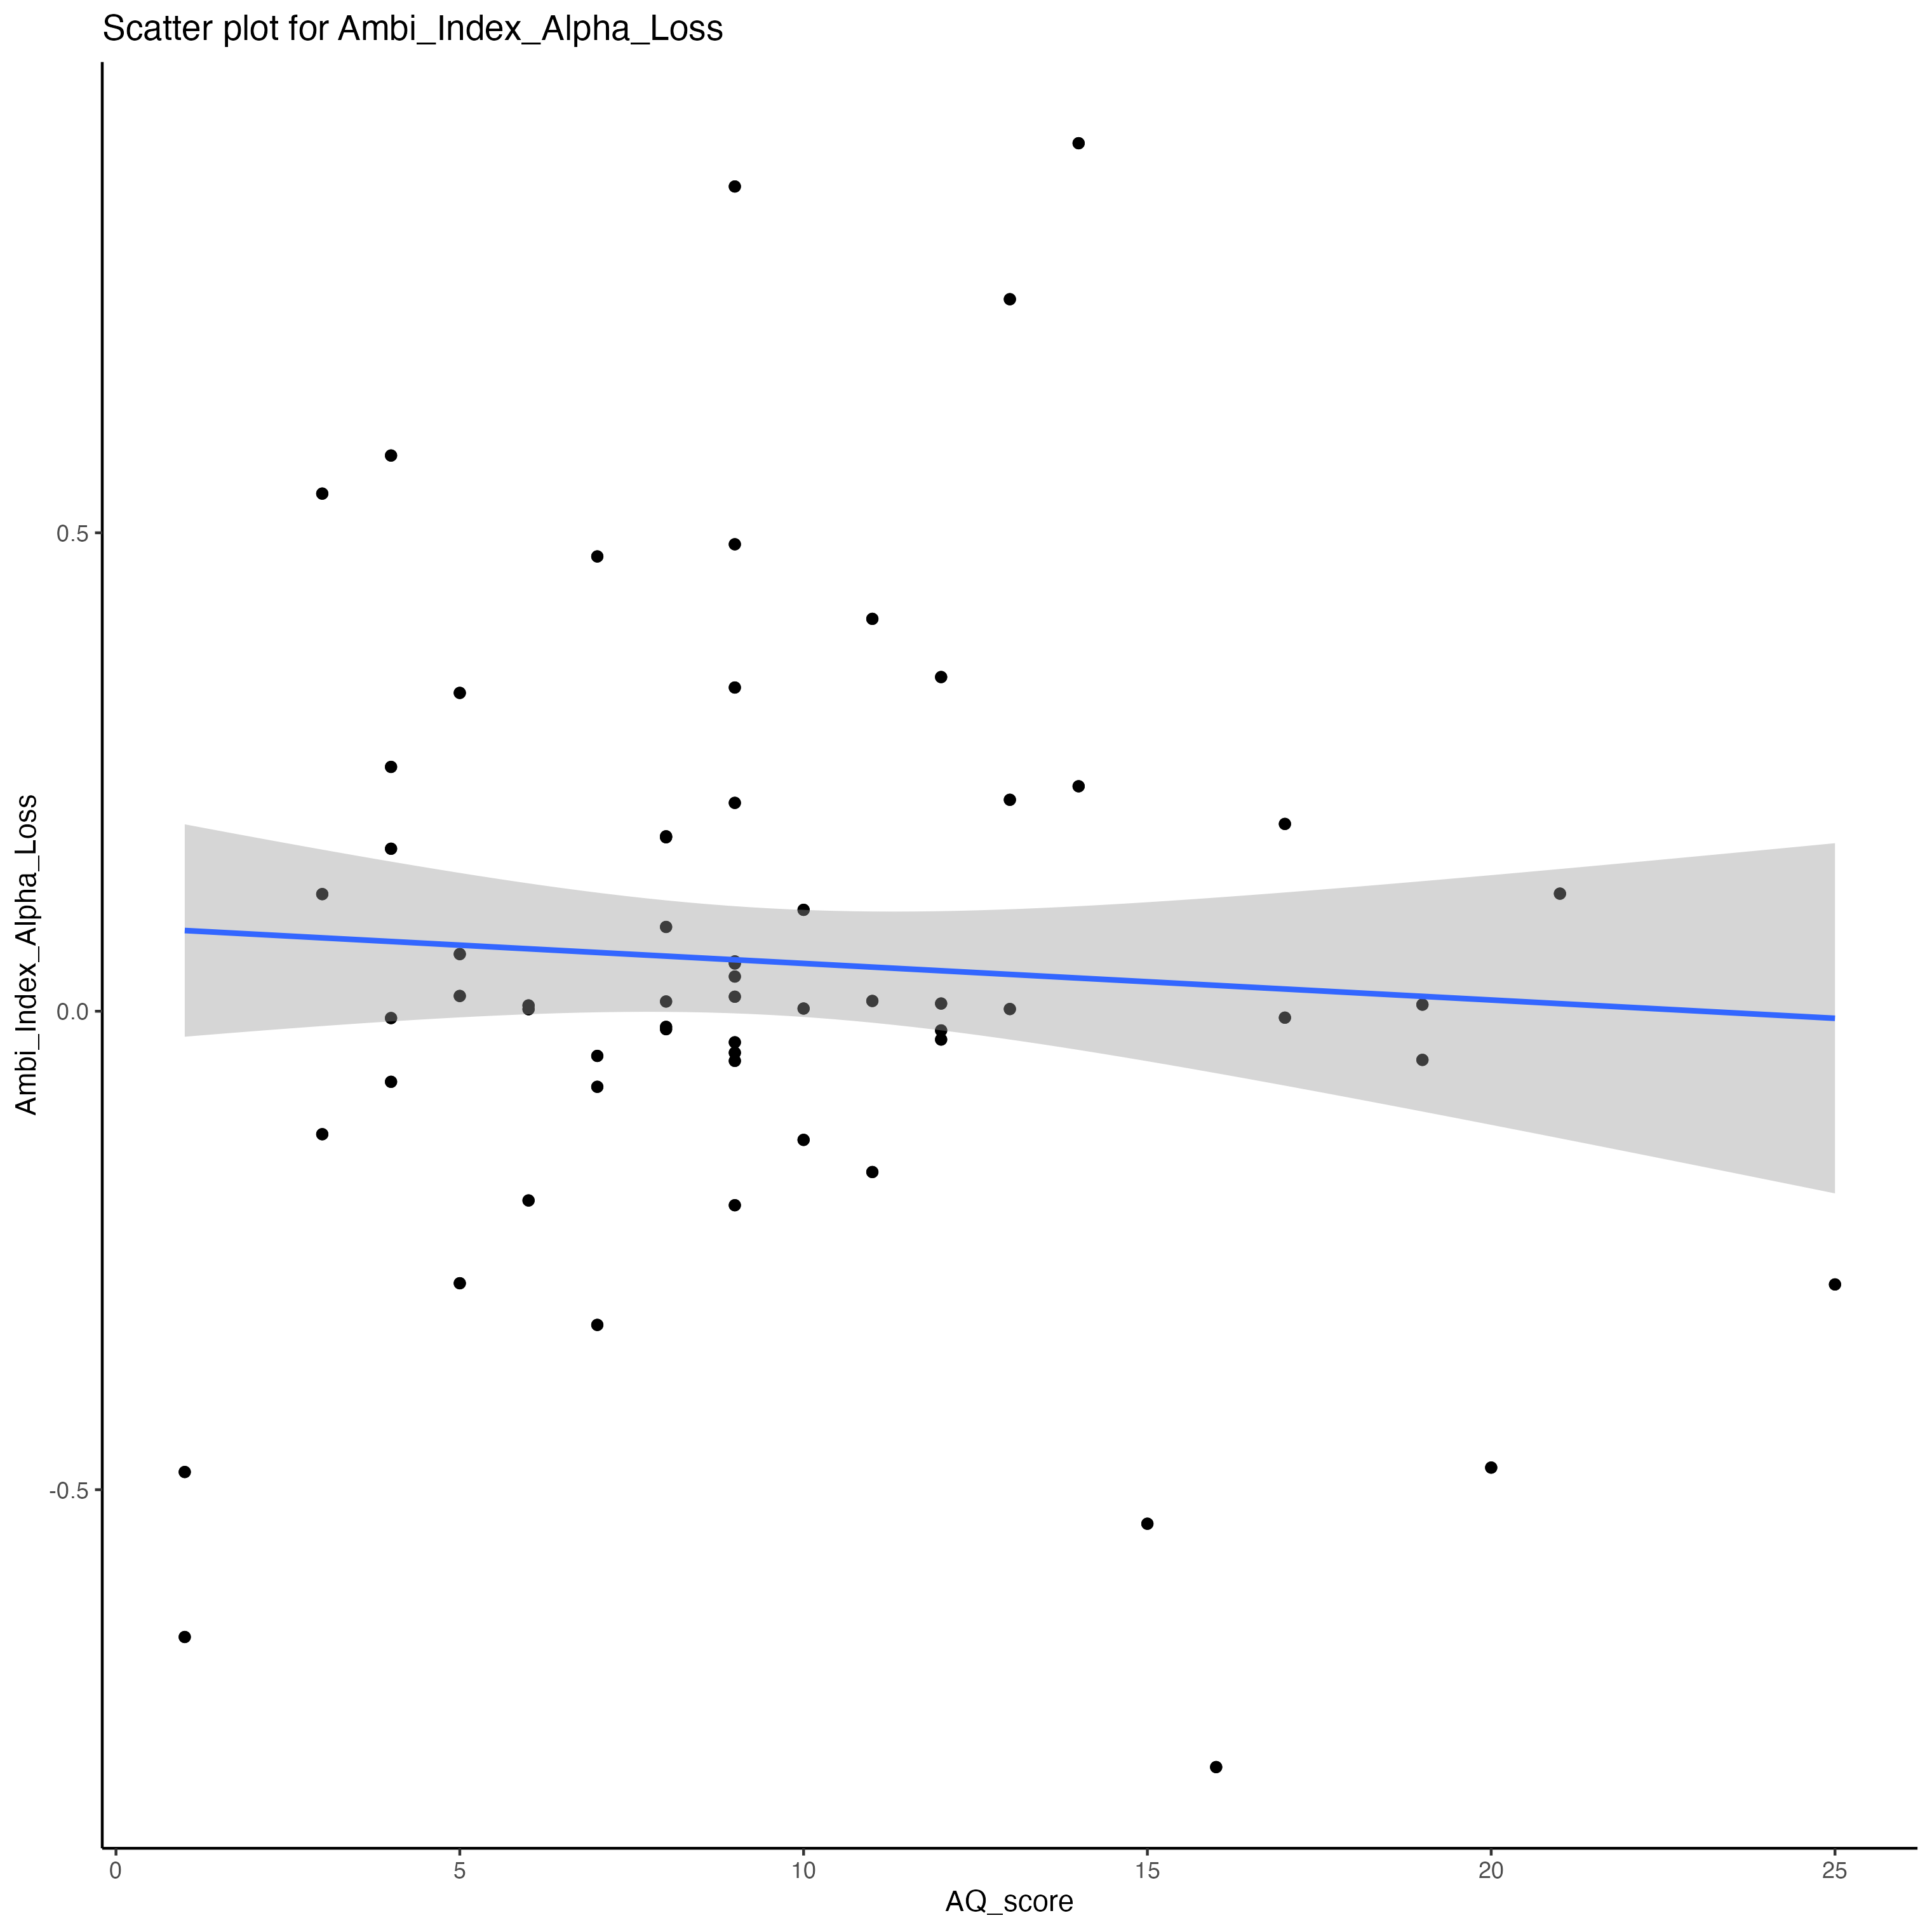 Scatter plot for Ambi_Index_Alpha_Loss
Ambi_Index_Alpha_Loss
0.5
0.0
-0.5
0 5 10 15 20 25
AQ_score